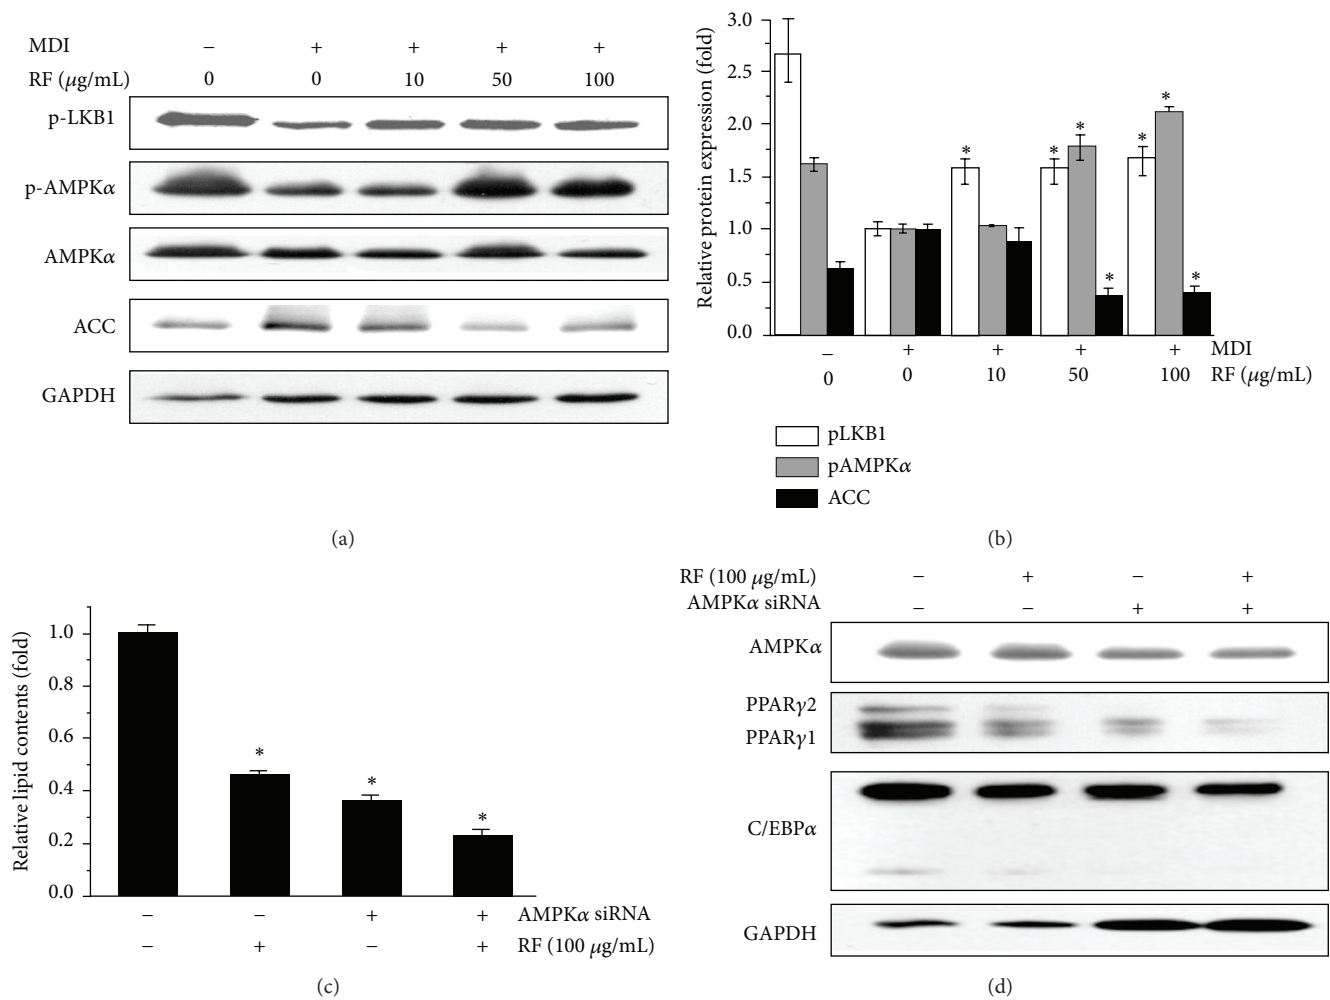 MDI − + + + +
RF (μg/mL) 0 0 10 50 100
p-LKB1
p-AMPKα
AMPKα
ACC
GAPDH
(a)
Relative protein expression (fold)
3.0
2.5
2.0
1.5
1.0
0.5
0.0
* * * * * * *
− + + + + MDI
0 0 10 50 100 RF (μg/mL)
pLKB1
pAMPKα
ACC
(b)
Relative lipid contents (fold)
1.0
0.8
0.6
0.4
0.2
0.0
* * *
− − + + AMPKα siRNA
− + − + RF (100 μg/mL)
(c)
RF (100 μg/mL) − + − +
AMPKα siRNA − − + +
AMPKα
PPARγ2
PPARγ1
C/EBPα
GAPDH
(d)